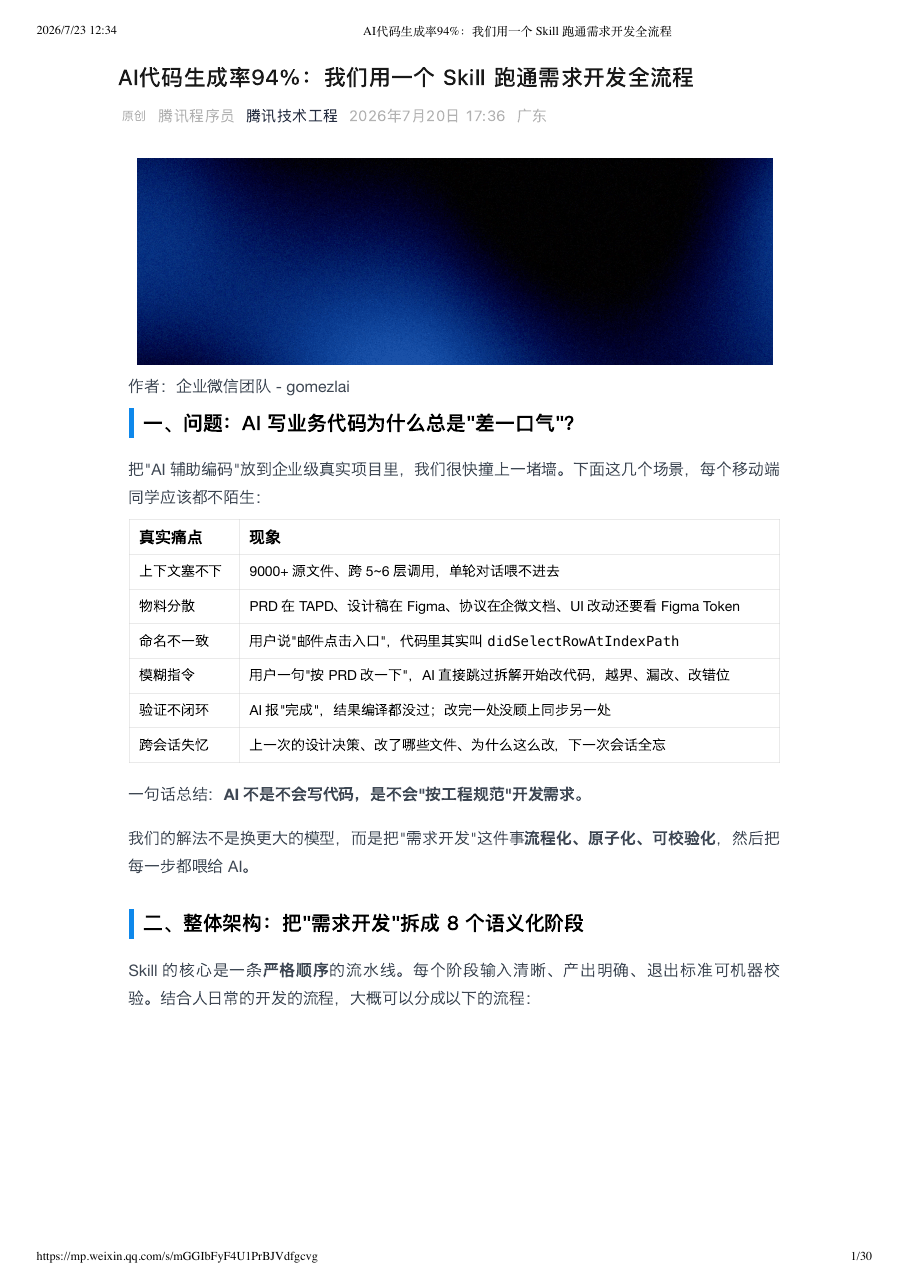 2026/7/23 12:34
AI代码生成率94%：我们用一个 Skill 跑通需求开发全流程
AI代码生成率94%：我们用一个 Skill 跑通需求开发全流程
原创 腾讯程序员 腾讯技术工程 2026年7月20日 17:36 广东
作者：企业微信团队 - gomezlai
一、问题：AI 写业务代码为什么总是"差一口气"？
把"AI 辅助编码"放到企业级真实项目里，我们很快撞上一堵墙。下面这几个场景，每个移动端
同学应该都不陌生：
真实痛点 现象
上下文塞不下 9000+ 源文件、跨 5~6 层调用，单轮对话喂不进去
物料分散 PRD 在 TAPD、设计稿在 Figma、协议在企微文档、UI 改动还要看 Figma Token
命名不一致 用户说"邮件点击入口"，代码里其实叫 didSelectRowAtIndexPath
模糊指令 用户一句"按 PRD 改一下"，AI 直接跳过拆解开始改代码，越界、漏改、改错位
验证不闭环 AI 报"完成"，结果编译都没过；改完一处没顾上同步另一处
跨会话失忆 上一次的设计决策、改了哪些文件、为什么这么改，下一次会话全忘
一句话总结：AI 不是不会写代码，是不会"按工程规范"开发需求。
我们的解法不是换更大的模型，而是把"需求开发"这件事流程化、原子化、可校验化，然后把
每一步都喂给 AI。
二、整体架构：把"需求开发"拆成 8 个语义化阶段
Skill 的核心是一条严格顺序的流水线。每个阶段输入清晰、产出明确、退出标准可机器校
验。结合人日常的开发的流程，大概可以分成以下的流程：
https://mp.weixin.qq.com/s/mGGIbFyF4U1PrBJVdfgcvg
1/30